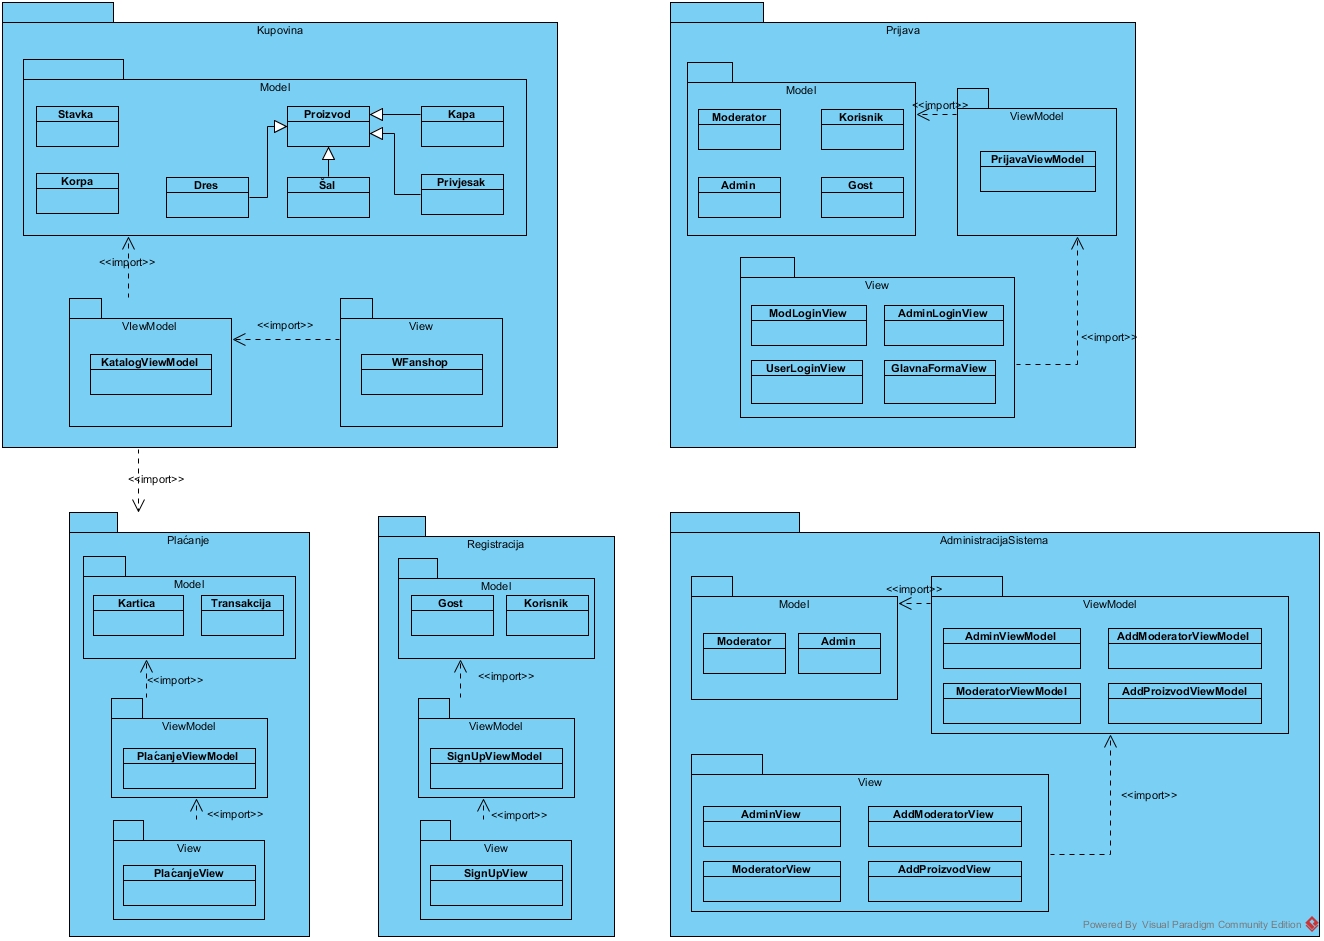 Kupovina
Model
Stavka
Proizvod
Kapa
Korpa
Dres
Šal
Privjesak
<<import>>
VIewModel
<<import>>
View
KatalogViewModel
WFanshop
<<import>>
Prijava
Model
<<import>>
ViewModel
Moderator
Korisnik
PrijavaViewModel
Admin
Gost
View
ModLoginView
AdminLoginView
<<import>>
UserLoginView
GlavnaFormaView
Plaćanje
Model
Kartica
Transakcija
<<import>>
ViewModel
PlaćanjeViewModel
<<import>>
View
PlaćanjeView
Registracija
Model
Gost
Korisnik
<<import>>
ViewModel
SignUpViewModel
<<import>>
View
SignUpView
AdministracijaSistema
<<import>>
Model
ViewModel
Moderator
Admin
AdminViewModel
AddModeratorViewModel
ModeratorViewModel
AddProizvodViewModel
View
<<import>>
AdminView
AddModeratorView
ModeratorView
AddProizvodView
Powered By Visual Paradigm Community Edition